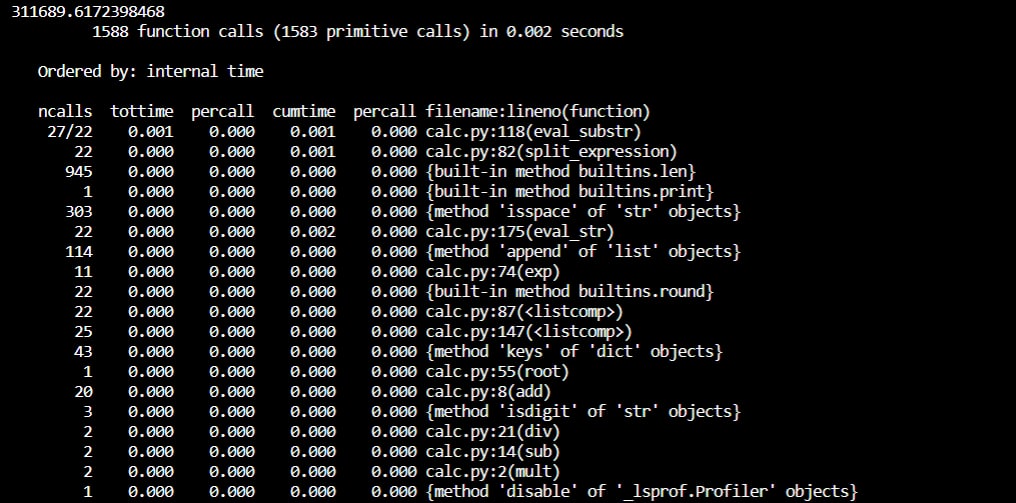 311689.6172398468
1588 function calls (1583 primitive calls) in 0.002 seconds
Ordered by: internal time
ncalls tottime percall cumtime percall filename:lineno(function)
27/22 0.001 0.000 0.001 0.000 calc.py:118(eval_substr)
22 0.000 0.000 0.001 0.000 calc.py:82(split_expression)
945 0.000 0.000 0.000 0.000 {built-in method builtins.len}
1 0.000 0.000 0.000 0.000 {built-in method builtins.print}
303 0.000 0.000 0.000 0.000 {method 'isspace' of 'str' objects}
22 0.000 0.000 0.002 0.000 calc.py:175(eval_str)
114 0.000 0.000 0.000 0.000 {method 'append' of 'list' objects}
11 0.000 0.000 0.000 0.000 calc.py:74(exp)
22 0.000 0.000 0.000 0.000 {built-in method builtins.round}
22 0.000 0.000 0.000 0.000 calc.py:87(<listcomp>)
25 0.000 0.000 0.000 0.000 calc.py:147(<listcomp>)
43 0.000 0.000 0.000 0.000 {method 'keys' of 'dict' objects}
1 0.000 0.000 0.000 0.000 calc.py:55(root)
20 0.000 0.000 0.000 0.000 calc.py:8(add)
3 0.000 0.000 0.000 0.000 {method 'isdigit' of 'str' objects}
2 0.000 0.000 0.000 0.000 calc.py:21(div)
2 0.000 0.000 0.000 0.000 calc.py:14(sub)
2 0.000 0.000 0.000 0.000 calc.py:2(mult)
1 0.000 0.000 0.000 0.000 {method 'disable' of '_lsprof.Profiler' objects}